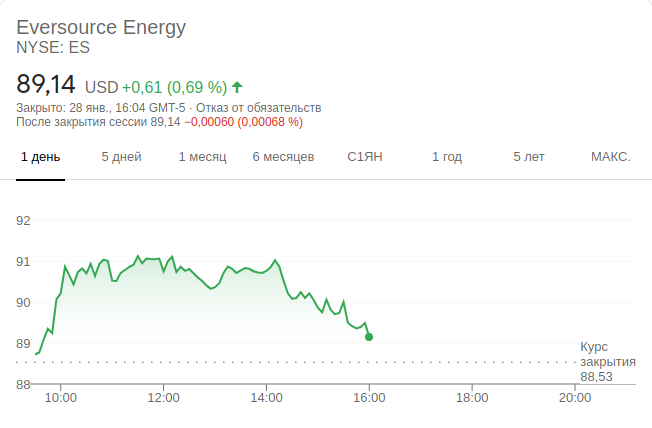 Eversource Energy
NYSE: ES
89,14 USD +0,61 (0,69 %)
Закрыто: 28 янв., 16:04 GMT-5 · Отказ от обязательств
После закрытия сессии 89,14 −0,00060 (0,00068 %)
1 день 5 дней 1 месяц 6 месяцев С1ЯН 1 год 5 лет МАКС.
92
91
90
89
Курс
закрытия
88,53
88
10:00 12:00 14:00 16:00 18:00 20:00